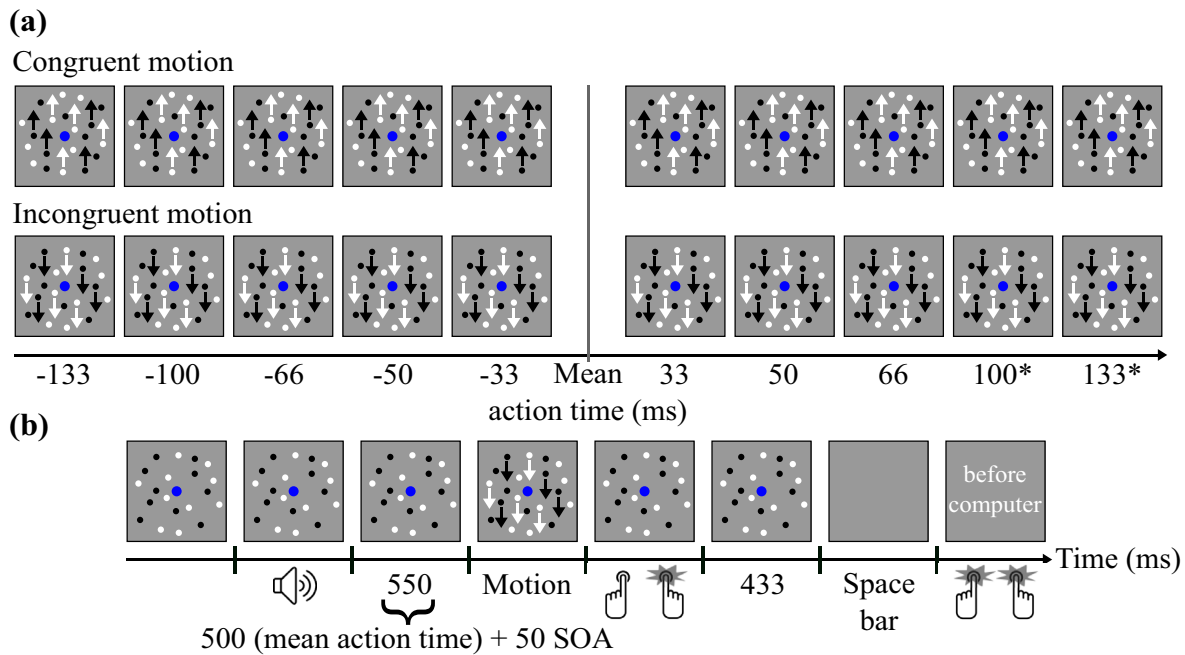 (a)
Congruent motion
Incongruent motion
-133 -100 -66 -50 -33 Mean 33 50 66 100* 133*
action time (ms)
(b)
before
computer
Time (ms)
550 Motion 433 Space
bar
500 (mean action time) + 50 SOA